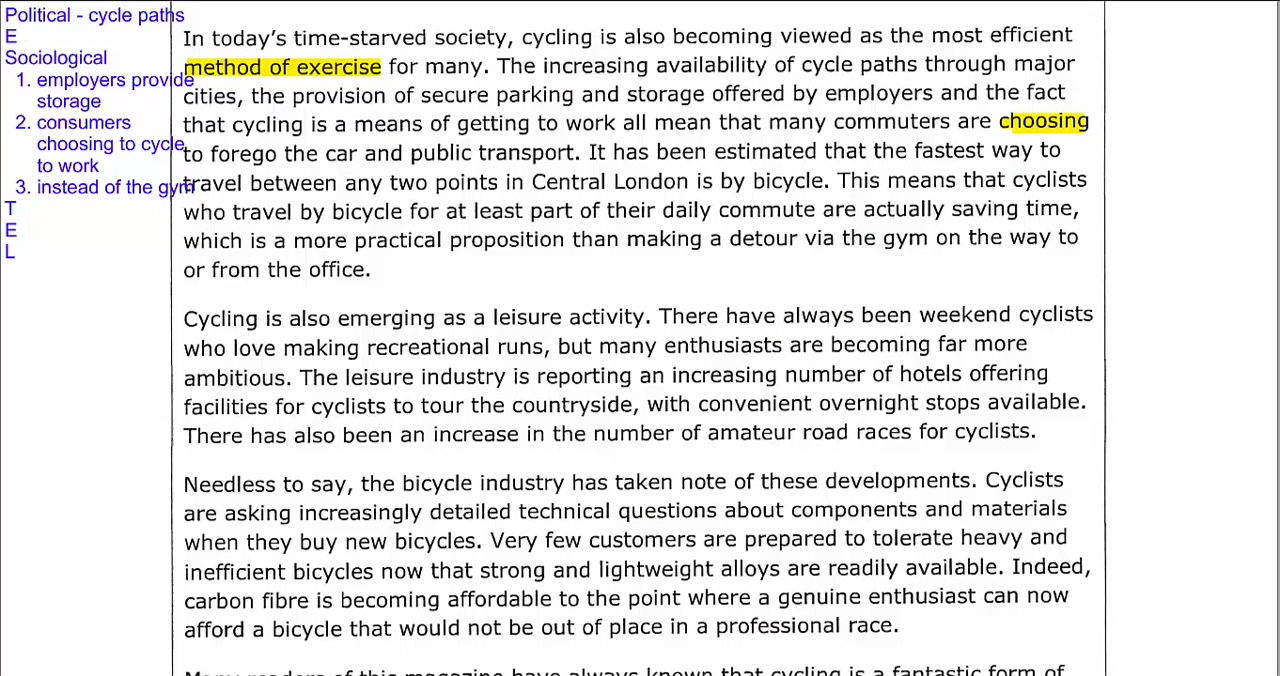 Political - cycle paths
E
Sociological
1. employers provide
storage
2. consumers
choosing to cycle
to work
3. instead of the gym
T
E
L
In today's time-starved society, cycling is also becoming viewed as the most efficient
method of exercise for many. The increasing availability of cycle paths through major
cities, the provision of secure parking and storage offered by employers and the fact
that cycling is a means of getting to work all mean that many commuters are choosing
to forego the car and public transport. It has been estimated that the fastest way to
travel between any two points in Central London is by bicycle. This means that cyclists
who travel by bicycle for at least part of their daily commute are actually saving time,
which is a more practical proposition than making a detour via the gym on the way to
or from the office.
Cycling is also emerging as a leisure activity. There have always been weekend cyclists
who love making recreational runs, but many enthusiasts are becoming far more
ambitious. The leisure industry is reporting an increasing number of hotels offering
facilities for cyclists to tour the countryside, with convenient overnight stops available.
There has also been an increase in the number of amateur road races for cyclists.
Needless to say, the bicycle industry has taken note of these developments. Cyclists
are asking increasingly detailed technical questions about components and materials
when they buy new bicycles. Very few customers are prepared to tolerate heavy and
inefficient bicycles now that strong and lightweight alloys are readily available. Indeed,
carbon fibre is becoming affordable to the point where a genuine enthusiast can now
afford a bicycle that would not be out of place in a professional race.
Many readers of this magazine have always known that cycling is a fantastic form of